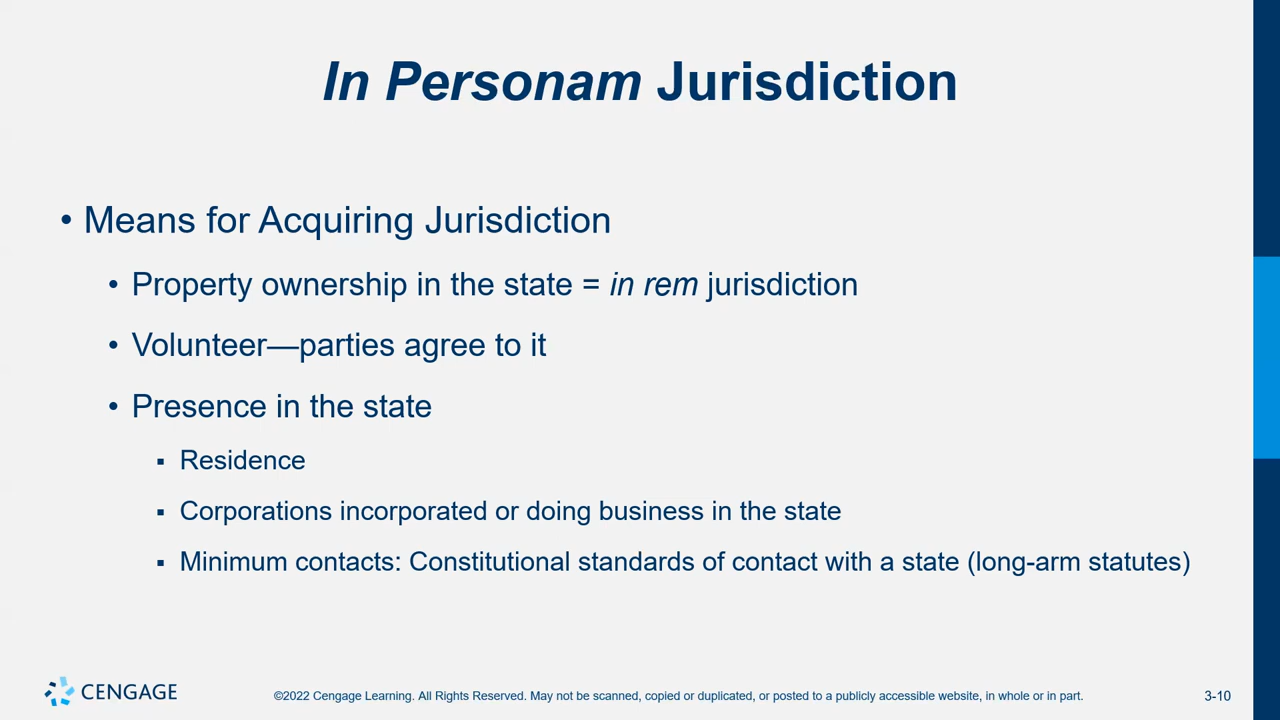 In Personam Jurisdiction
• Means for Acquiring Jurisdiction
• Property ownership in the state = in rem jurisdiction
• Volunteer—parties agree to it
• Presence in the state
▪ Residence
▪ Corporations incorporated or doing business in the state
▪ Minimum contacts: Constitutional standards of contact with a state (long-arm statutes)
CENGAGE
©2022 Cengage Learning. All Rights Reserved. May not be scanned, copied or duplicated, or posted to a publicly accessible website, in whole or in part.
3-10